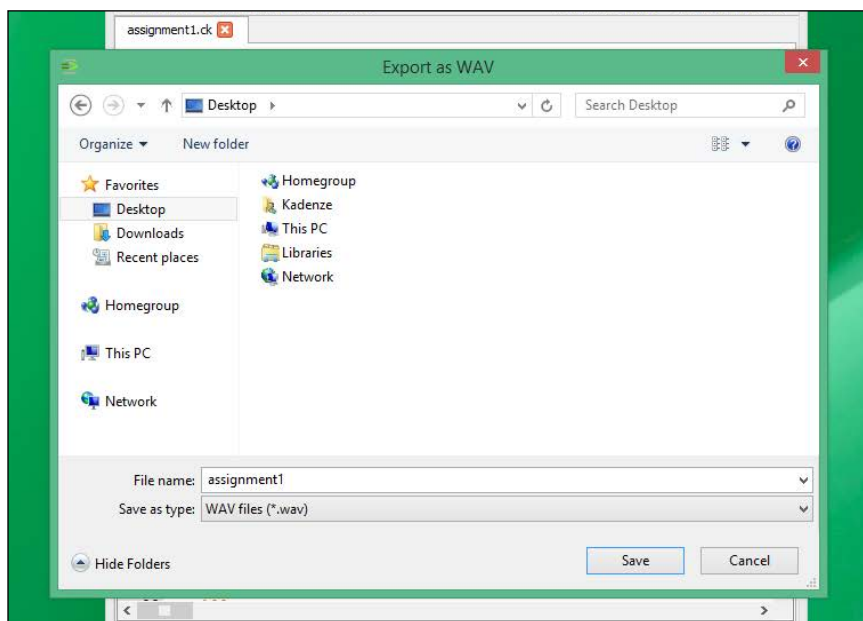 assignment1.ck
Export as WAV
Desktop
Search Desktop
Organize
New folder
Favorites
Desktop
Downloads
Recent places
Homegroup
This PC
Network
Homegroup
Kadenze
This PC
Libraries
Network
File name: assignment1
Save as type: WAV files (*.wav)
Hide Folders
Save
Cancel